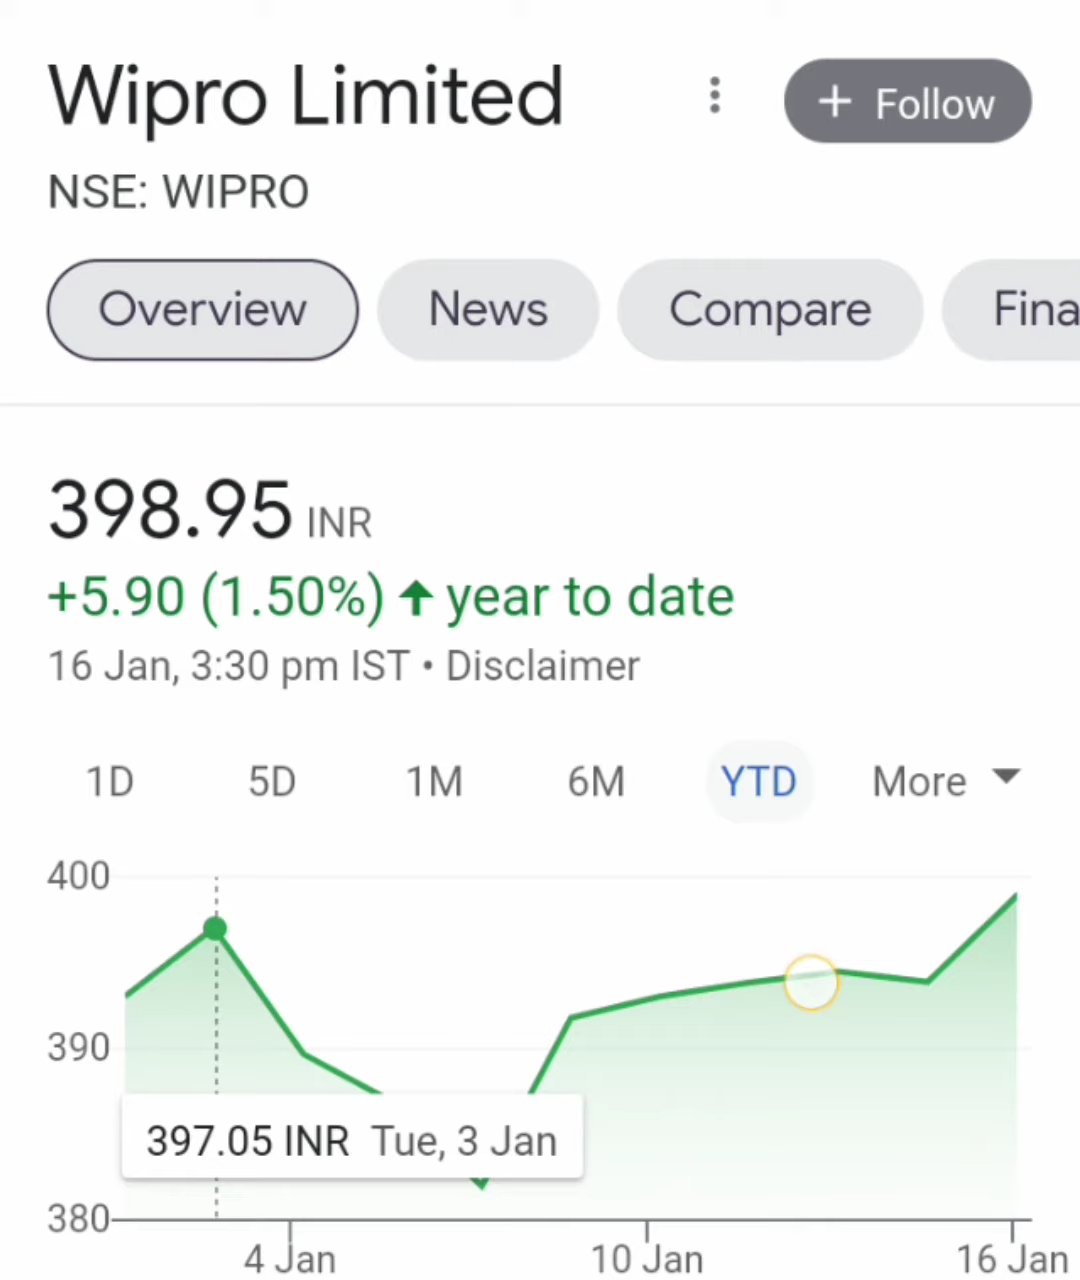 Wipro Limited
+ Follow
NSE: WIPRO
Overview News Compare Fina
398.95 INR
+5.90 (1.50%) ↑ year to date
16 Jan, 3:30 pm IST • Disclaimer
1D 5D 1M 6M YTD More
400
390
397.05 INR Tue, 3 Jan
380
4 Jan 10 Jan 16 Jan